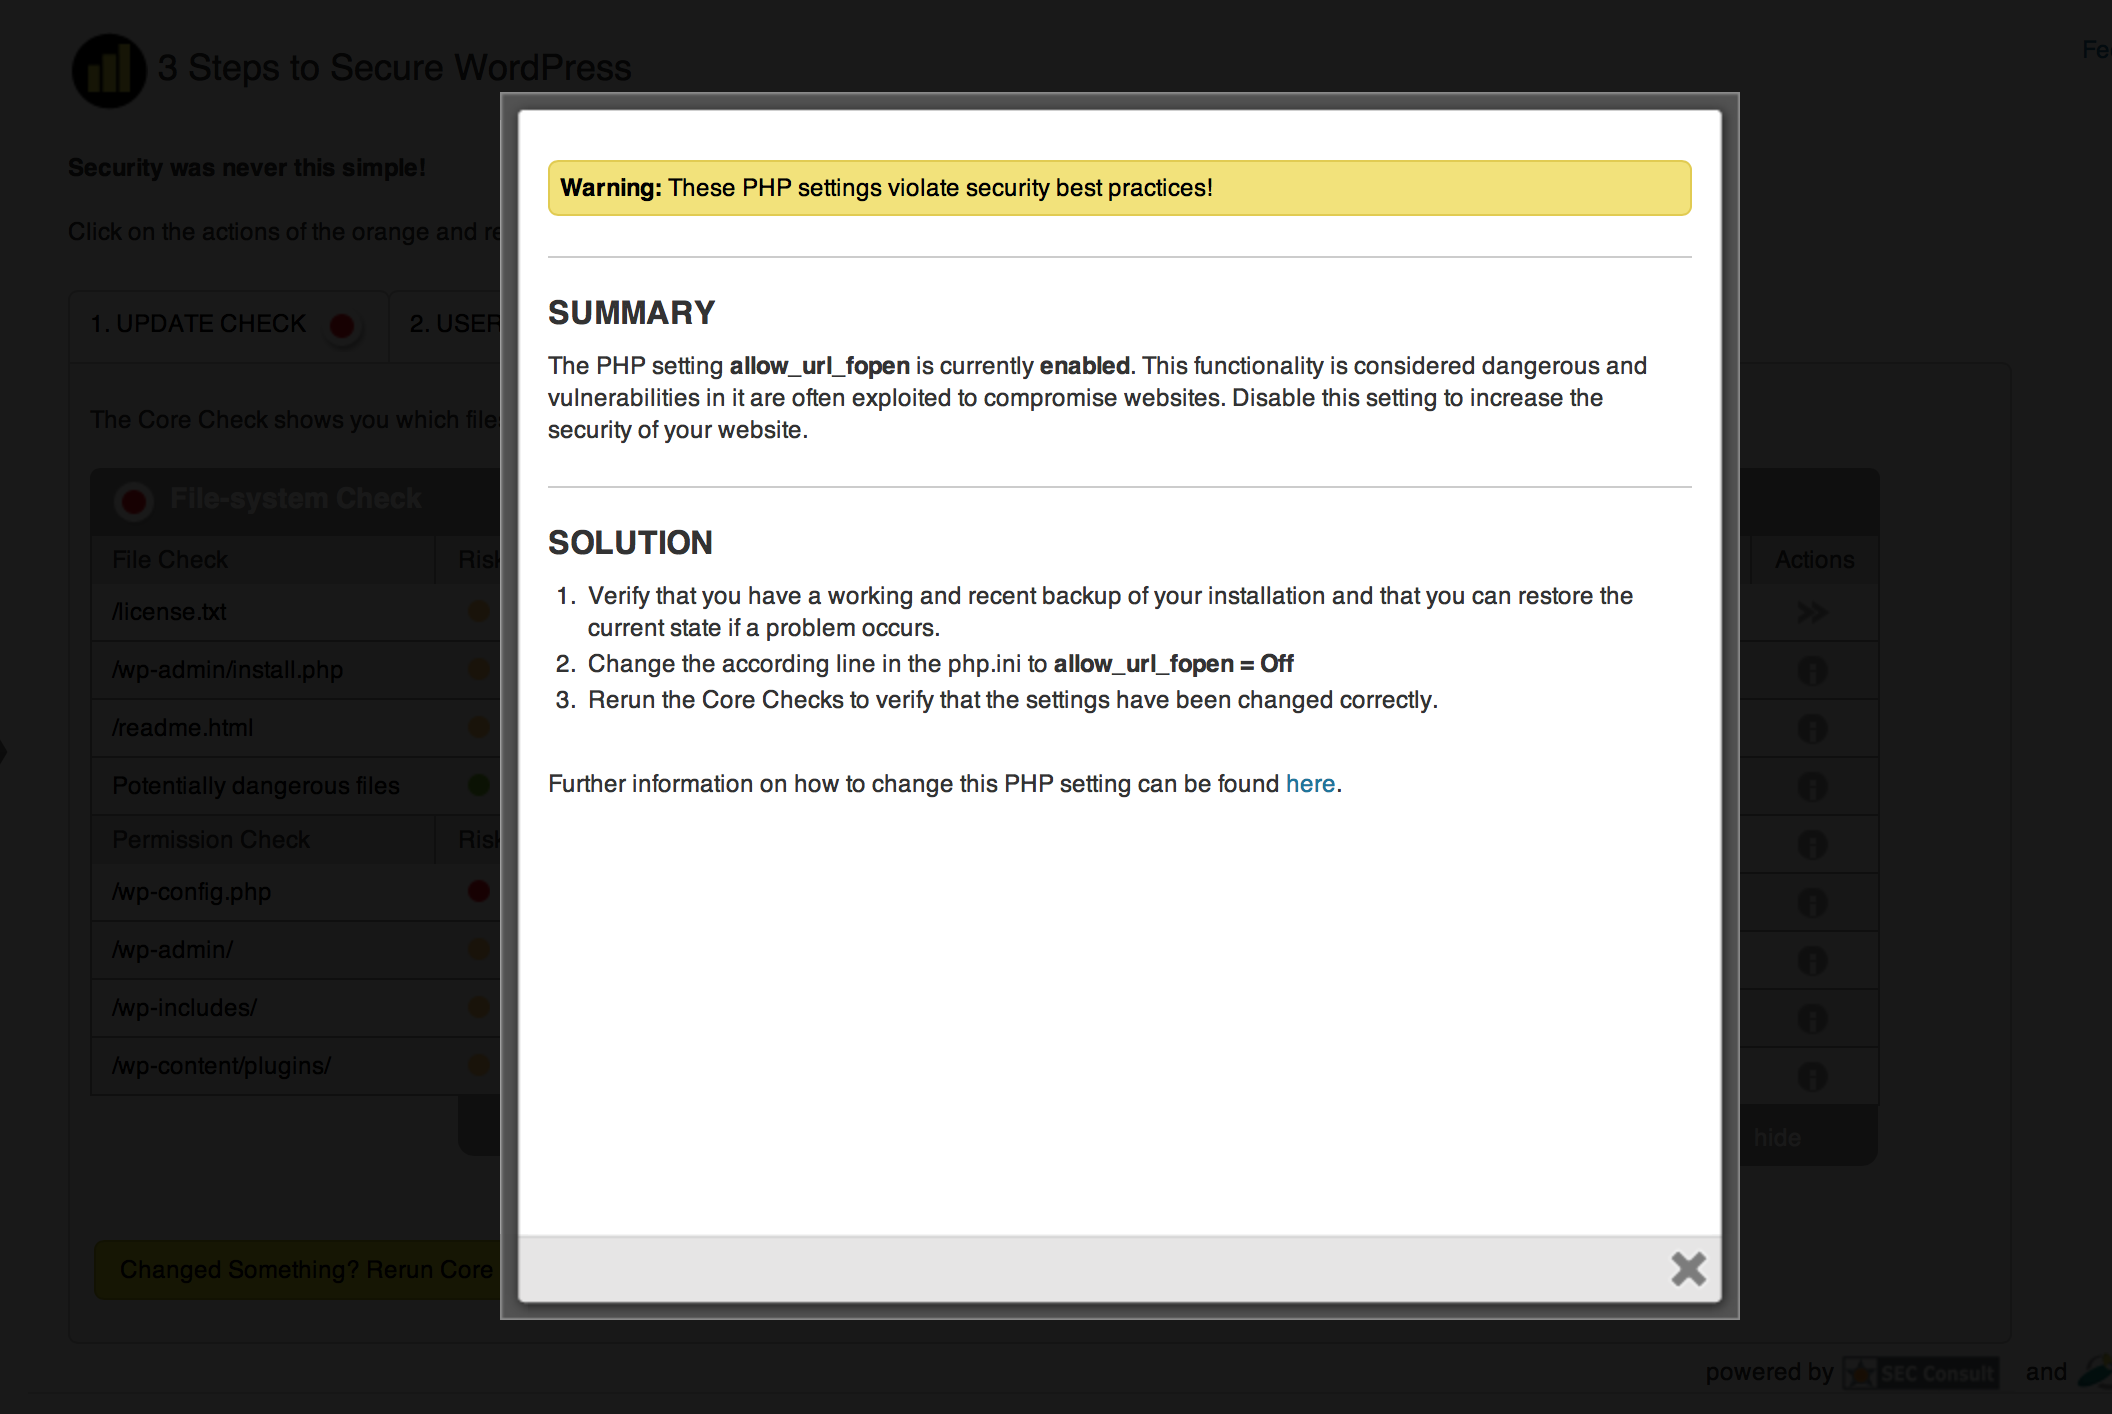 3 Steps to Secure WordPress
Security was never this simple!
Click on the actions of the orange and
1. UPDATE CHECK
2. USER
The Core Check shows you which
File-system Check
File Check
Actions
/license.txt
/wp-admin/install.php
/readme.html
Potentially dangerous files
Permission Check
/wp-config.php
/wp-admin/
/wp-includes/
/wp-content/plugins/
hide
Changed Something? Rerun Core
Warning: These PHP settings violate security best practices!
SUMMARY
The PHP setting allow_url_fopen is currently enabled. This functionality is considered dangerous and
vulnerabilities in it are often exploited to compromise websites. Disable this setting to increase the
security of your website.
SOLUTION
1. Verify that you have a working and recent backup of your installation and that you can restore the
current state if a problem occurs.
2. Change the according line in the php.ini to allow_url_fopen = Off
3. Rerun the Core Checks to verify that the settings have been changed correctly.
Further information on how to change this PHP setting can be found here.
powered by SEC Consult and